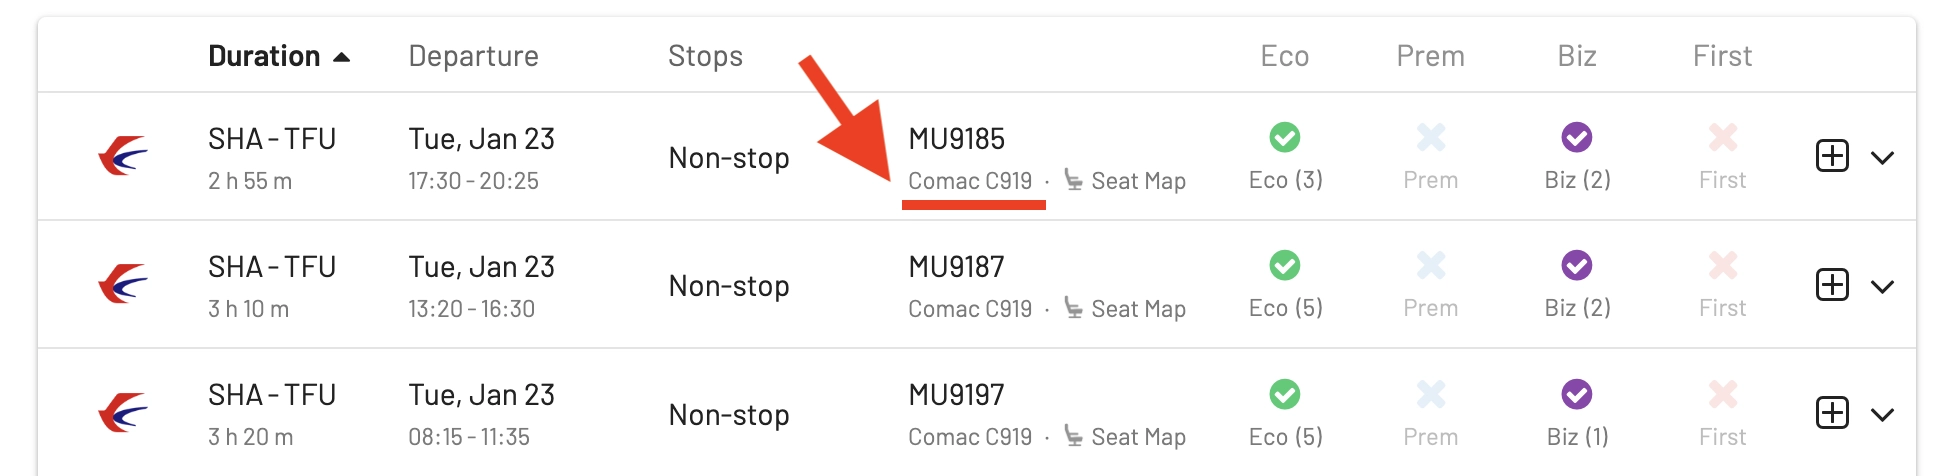 Duration Departure Stops Eco Prem Biz First
SHA - TFU Tue, Jan 23 Non-stop MU9185
2 h 55 m 17:30 - 20:25 Comac C919 · Seat Map Eco (3) Prem Biz (2) First
SHA - TFU Tue, Jan 23 Non-stop MU9187
3 h 10 m 13:20 - 16:30 Comac C919 · Seat Map Eco (5) Prem Biz (2) First
SHA - TFU Tue, Jan 23 Non-stop MU9197
3 h 20 m 08:15 - 11:35 Comac C919 · Seat Map Eco (5) Prem Biz (1) First